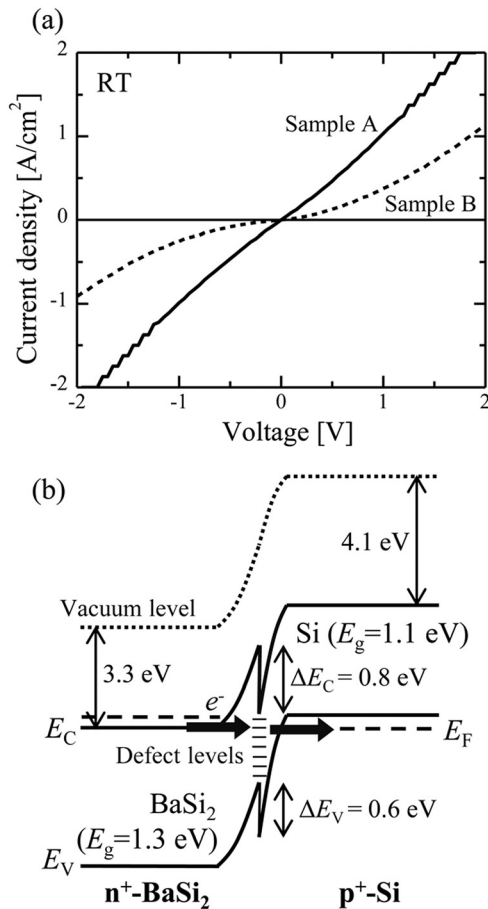 (a)
2
1
0
-1
-2
Current density [A/cm²]
RT
Sample A
Sample B
-2 -1 0 1 2
Voltage [V]
(b)
4.1 eV
Vacuum level
Si (Eg=1.1 eV)
3.3 eV
ΔEC = 0.8 eV
e-
EC
EF
Defect levels
BaSi₂
(Eg=1.3 eV)
ΔEV = 0.6 eV
EV
n⁺-BaSi₂ p⁺-Si